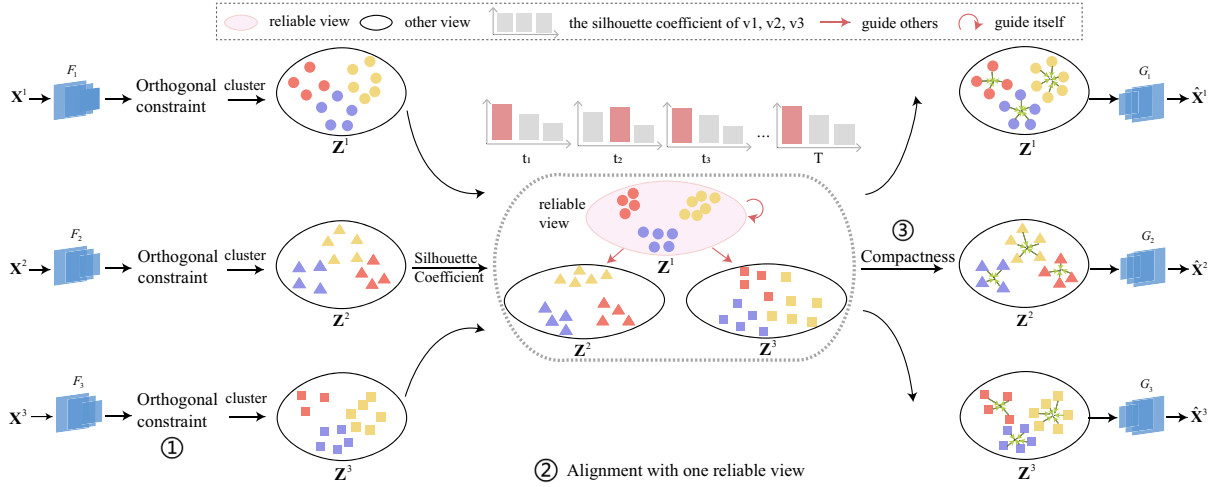 reliable view other view the silhouette coefficient of v1, v2, v3 guide others guide itself
X¹ F₁ Orthogonal constraint cluster Z¹
t₁ t₂ t₃ ... T
Z¹ G₁ X̂¹
reliable
view
Z¹
X² F₂ Orthogonal constraint cluster Z²
Silhouette
Coefficient
Z² Z³
③
Compactness
Z² G₂ X̂²
X³ F₃ Orthogonal constraint cluster Z³
①
② Alignment with one reliable view
Z³ G₃ X̂³